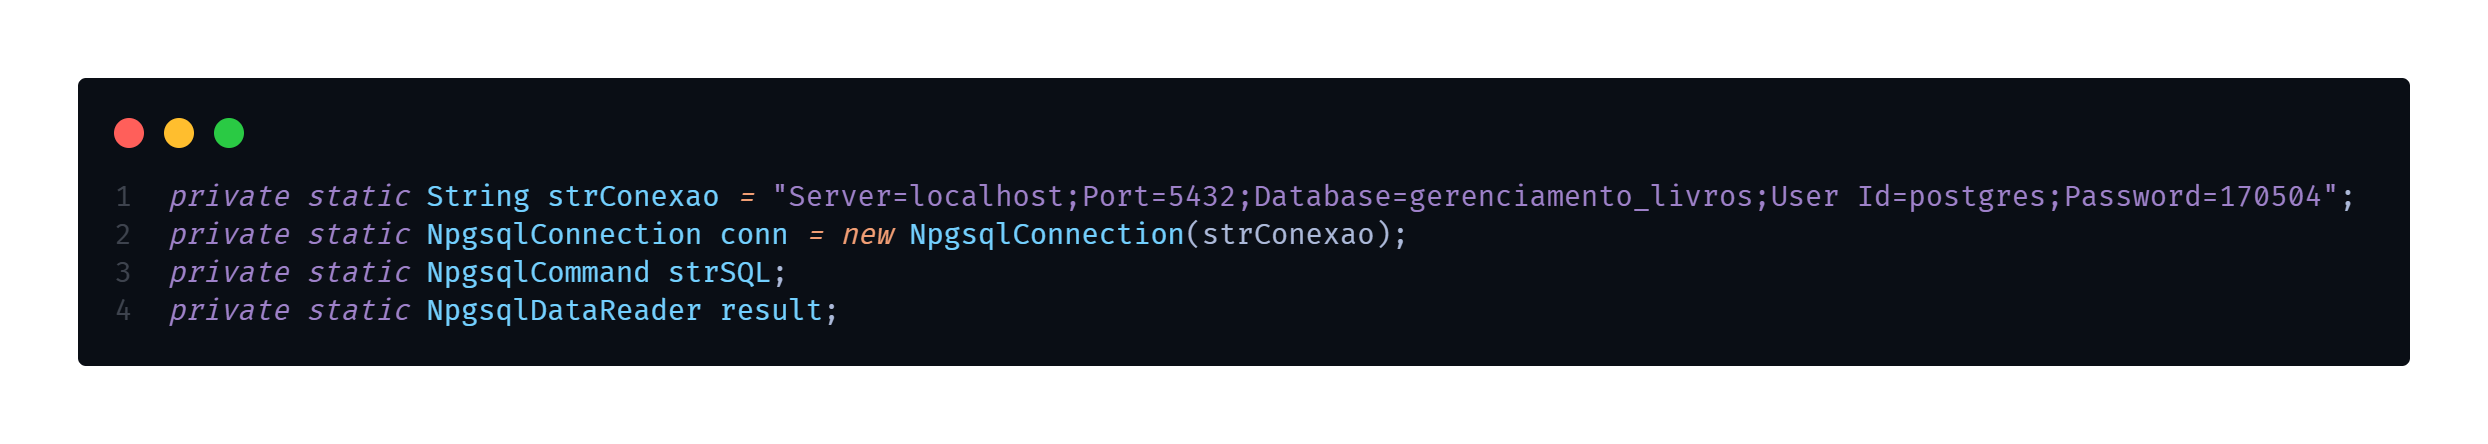 1 private static String strConexao = "Server=localhost;Port=5432;Database=gerenciamento_livros;User Id=postgres;Password=170504";
2 private static NpgsqlConnection conn = new NpgsqlConnection(strConexao);
3 private static NpgsqlCommand strSQL;
4 private static NpgsqlDataReader result;